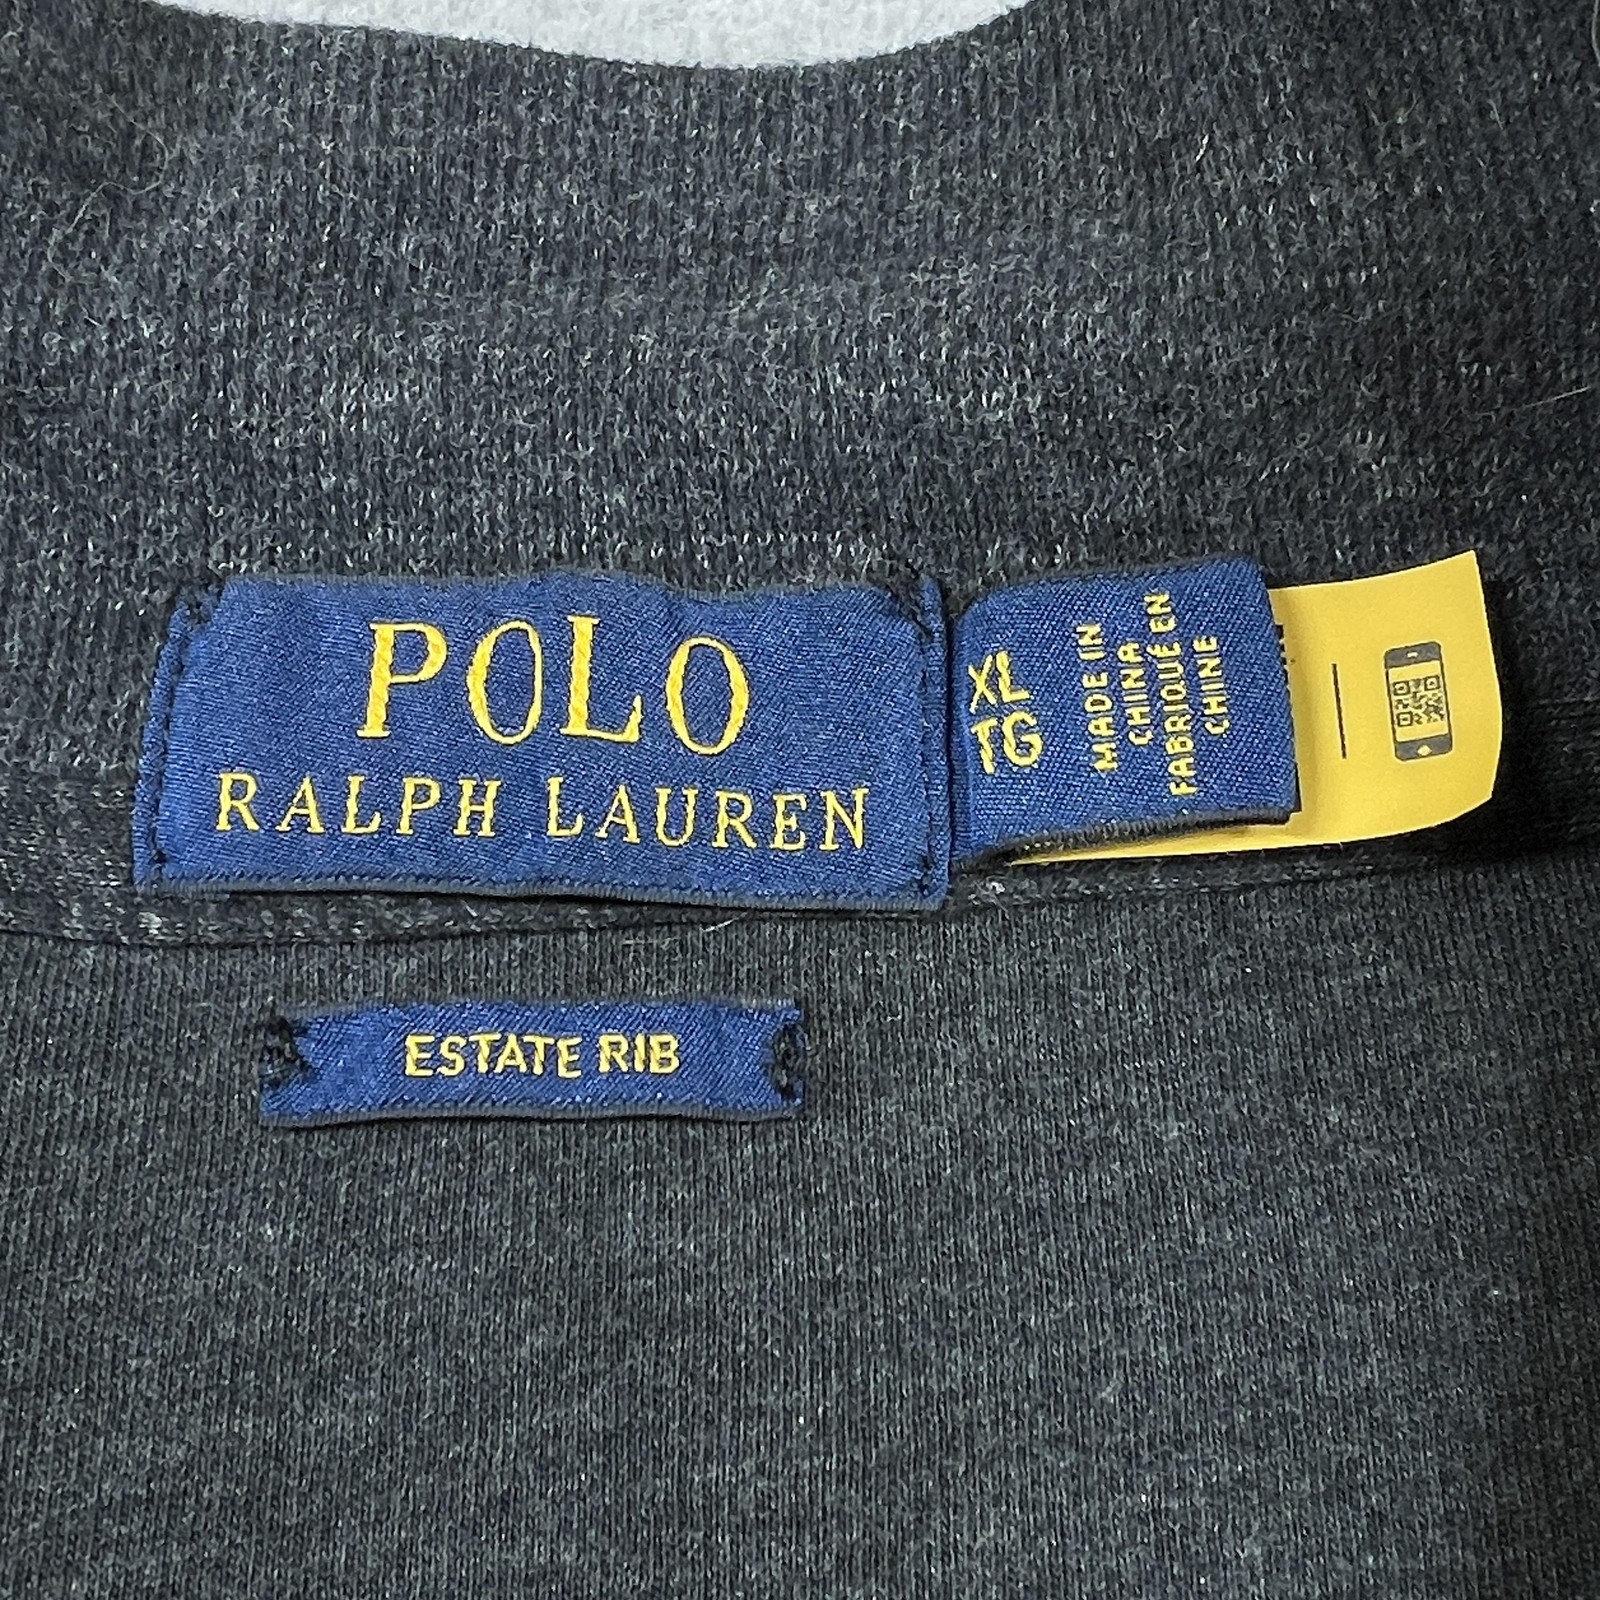 POLO
RALPH LAUREN
XL
TG
MADE IN
CHINA
FABRIQUÉ EN
CHINE
ESTATE RIB